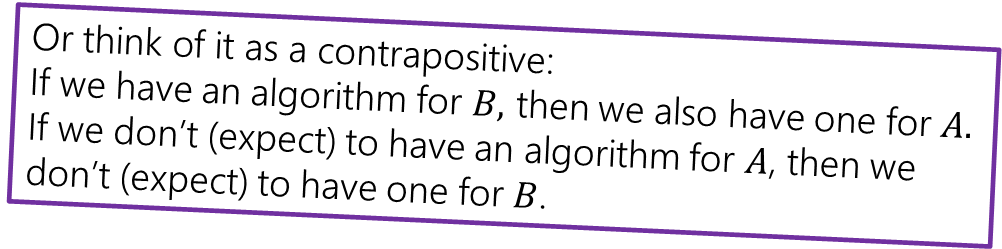 Or think of it as a contrapositive:
If we have an algorithm for B, then we also have one for A.
If we don’t (expect) to have an algorithm for A, then we
don’t (expect) to have one for B.